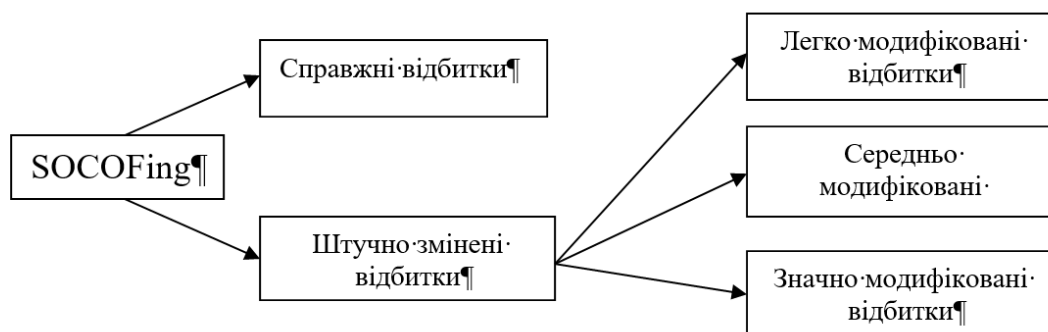 SOCOFing¶
Справжні·відбитки¶
Штучно·змінені·
відбитки¶
Легко·модифіковані·
відбитки¶
Середньо·
модифіковані·
Значно·модифіковані·
відбитки¶